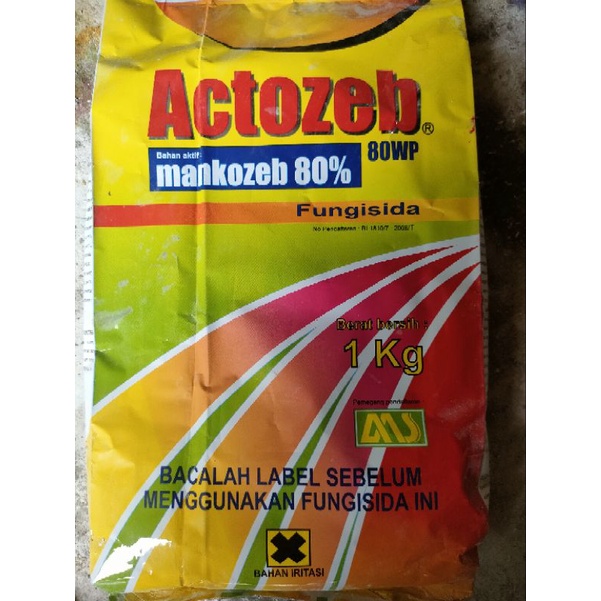 Actozeb®
80WP
Bahan aktif:
mankozeb 80%
Fungisida
Berat bersih :
1 Kg
BACALAH LABEL SEBELUM
MENGGUNAKAN FUNGISIDA INI
BAHAN IRITASI